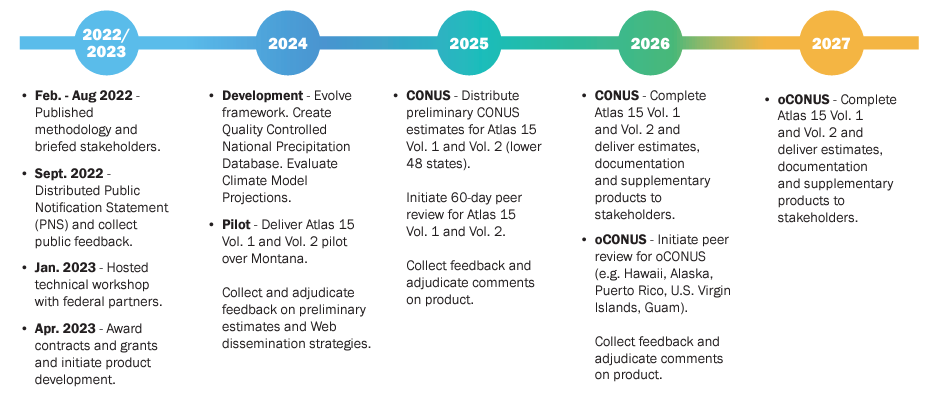 2022/
2023
2024
2025
2026
2027
• Feb. - Aug 2022 -
Published
methodology and
briefed stakeholders.
• Sept. 2022 -
Distributed Public
Notification Statement
(PNS) and collect
public feedback.
• Jan. 2023 - Hosted
technical workshop
with federal partners.
• Apr. 2023 - Award
contracts and grants
and initiate product
development.
• Development - Evolve
framework. Create
Quality Controlled
National Precipitation
Database. Evaluate
Climate Model
Projections.
• Pilot - Deliver Atlas 15
Vol. 1 and Vol. 2 pilot
over Montana.
Collect and adjudicate
feedback on preliminary
estimates and Web
dissemination strategies.
• CONUS - Distribute
preliminary CONUS
estimates for Atlas 15
Vol. 1 and Vol. 2 (lower
48 states).
Initiate 60-day peer
review for Atlas 15
Vol. 1 and Vol. 2.
Collect feedback and
adjudicate comments
on product.
• CONUS - Complete
Atlas 15 Vol. 1
and Vol. 2 and
deliver estimates,
documentation
and supplementary
products to
stakeholders.
• oCONUS - Initiate peer
review for oCONUS
(e.g. Hawaii, Alaska,
Puerto Rico, U.S. Virgin
Islands, Guam).
Collect feedback and
adjudicate comments
on product.
• oCONUS - Complete
Atlas 15 Vol. 1
and Vol. 2 and
deliver estimates,
documentation
and supplementary
products to
stakeholders.